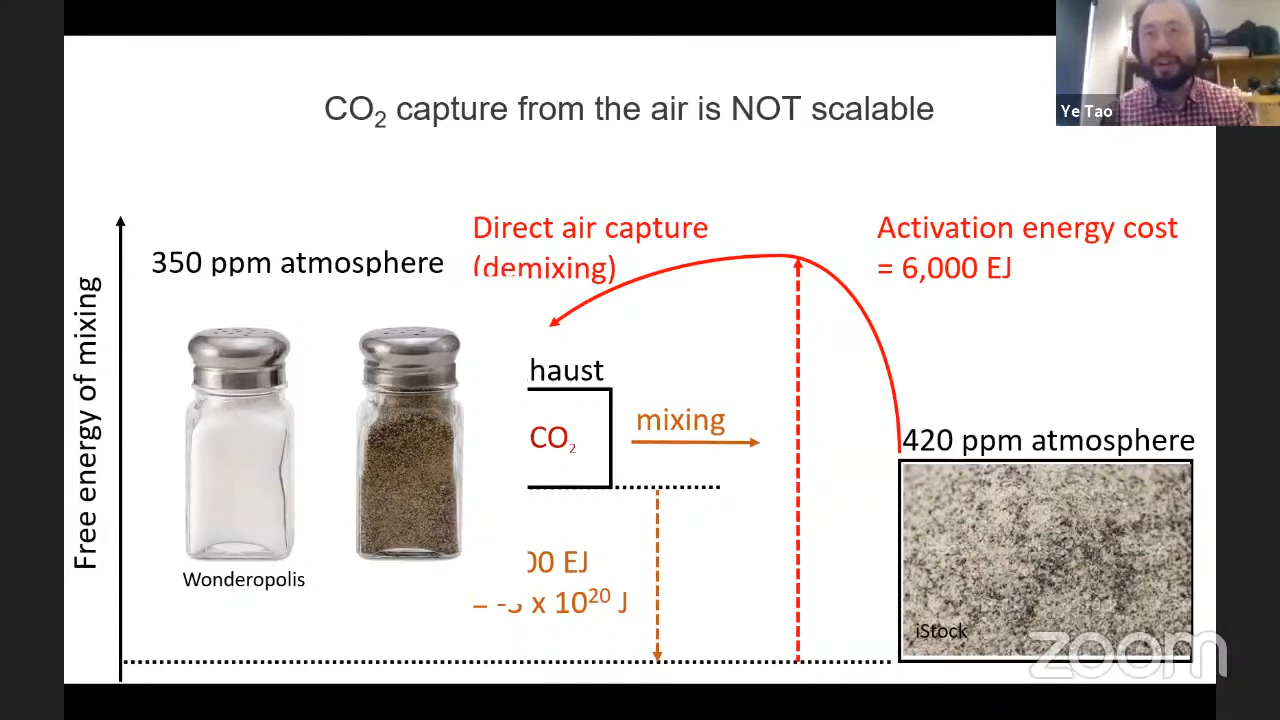 CO₂ capture from the air is NOT scalable
Ye Tao
Free energy of mixing
350 ppm atmosphere
Direct air capture
(demixing)
Activation energy cost
= 6,000 EJ
haust
CO₂
mixing
420 ppm atmosphere
Wonderopolis
00 EJ
x 10²⁰ J
iStock
zoom